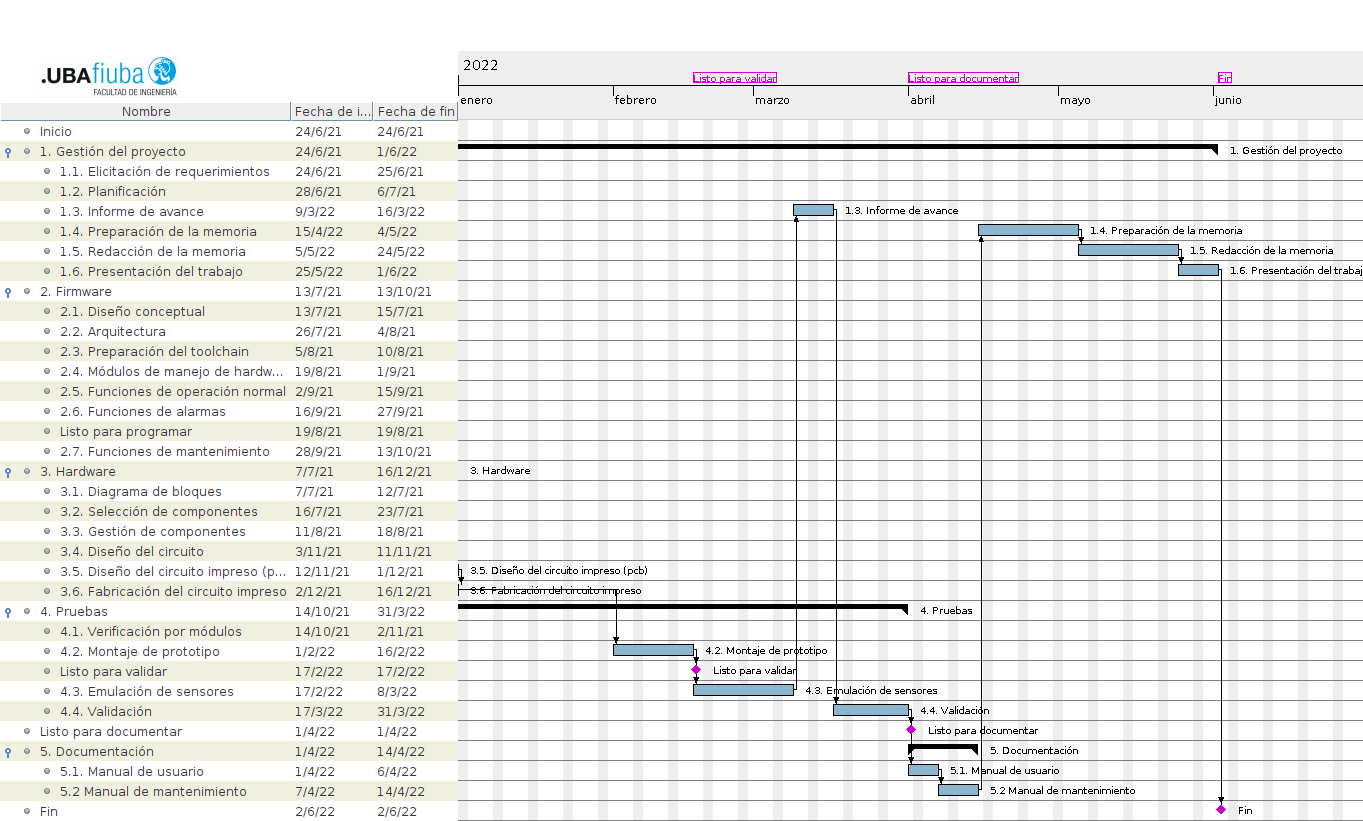 .UBAfiuba
FACULTAD DE INGENIERÍA
2022
Listo para validar Listo para documentar Fin
enero febrero marzo abril mayo junio
Nombre Fecha de i... Fecha de fin
Inicio 24/6/21 24/6/21
1. Gestión del proyecto 24/6/21 1/6/22 1. Gestión del proyecto
1.1. Elicitación de requerimientos 24/6/21 25/6/21
1.2. Planificación 28/6/21 6/7/21
1.3. Informe de avance 9/3/22 16/3/22 1.3. Informe de avance
1.4. Preparación de la memoria 15/4/22 4/5/22 1.4. Preparación de la memoria
1.5. Redacción de la memoria 5/5/22 24/5/22 1.5. Redacción de la memoria
1.6. Presentación del trabajo 25/5/22 1/6/22 1.6. Presentación del trabaj
2. Firmware 13/7/21 13/10/21
2.1. Diseño conceptual 13/7/21 15/7/21
2.2. Arquitectura 26/7/21 4/8/21
2.3. Preparación del toolchain 5/8/21 10/8/21
2.4. Módulos de manejo de hardw... 19/8/21 1/9/21
2.5. Funciones de operación normal 2/9/21 15/9/21
2.6. Funciones de alarmas 16/9/21 27/9/21
Listo para programar 19/8/21 19/8/21
2.7. Funciones de mantenimiento 28/9/21 13/10/21
3. Hardware 7/7/21 16/12/21 3. Hardware
3.1. Diagrama de bloques 7/7/21 12/7/21
3.2. Selección de componentes 16/7/21 23/7/21
3.3. Gestión de componentes 11/8/21 18/8/21
3.4. Diseño del circuito 3/11/21 11/11/21
3.5. Diseño del circuito impreso (p... 12/11/21 1/12/21 3.5. Diseño del circuito impreso (pcb)
3.6. Fabricación del circuito impreso 2/12/21 16/12/21 3.6. Fabricación del circuito impreso
4. Pruebas 14/10/21 31/3/22 4. Pruebas
4.1. Verificación por módulos 14/10/21 2/11/21
4.2. Montaje de prototipo 1/2/22 16/2/22 4.2. Montaje de prototipo
Listo para validar 17/2/22 17/2/22 Listo para validar
4.3. Emulación de sensores 17/2/22 8/3/22 4.3. Emulación de sensores
4.4. Validación 17/3/22 31/3/22 4.4. Validación
Listo para documentar 1/4/22 1/4/22 Listo para documentar
5. Documentación 1/4/22 14/4/22 5. Documentación
5.1. Manual de usuario 1/4/22 6/4/22 5.1. Manual de usuario
5.2 Manual de mantenimiento 7/4/22 14/4/22 5.2 Manual de mantenimiento
Fin 2/6/22 2/6/22 Fin